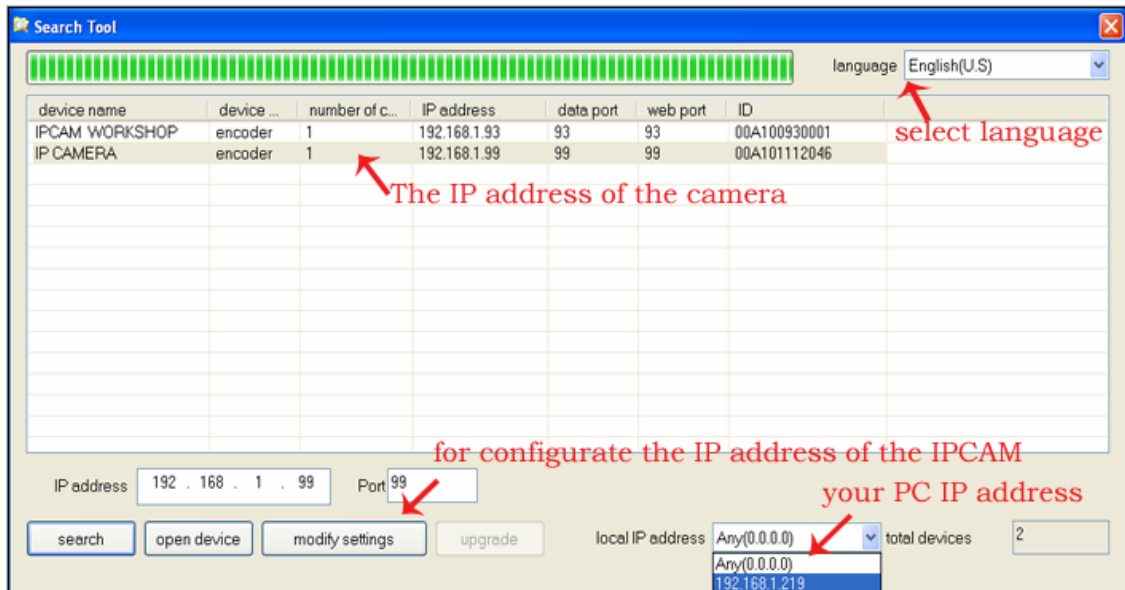 Search Tool
language English(U.S)
device name device ... number of c... IP address data port web port ID
IPCAM WORKSHOP encoder 1 192.168.1.93 93 93 00A100930001
select language
IP CAMERA encoder 1 192.168.1.99 99 99 00A101112046
The IP address of the camera
for configurate the IP address of the IPCAM
IP address 192 . 168 . 1 . 99 Port 99
your PC IP address
search open device modify settings upgrade local IP address Any(0.0.0.0) total devices 2
Any(0.0.0.0)
192.168.1.219